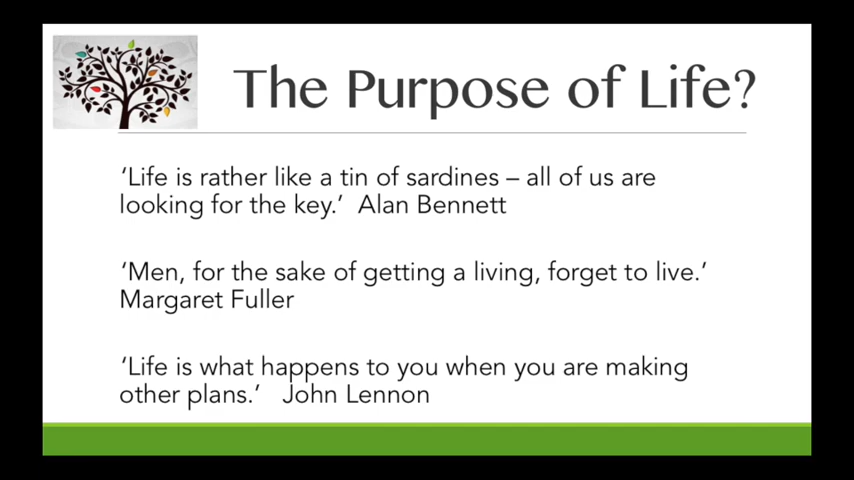 The Purpose of Life?
‘Life is rather like a tin of sardines – all of us are
looking for the key.’  Alan Bennett
‘Men, for the sake of getting a living, forget to live.’
Margaret Fuller
‘Life is what happens to you when you are making
other plans.’   John Lennon